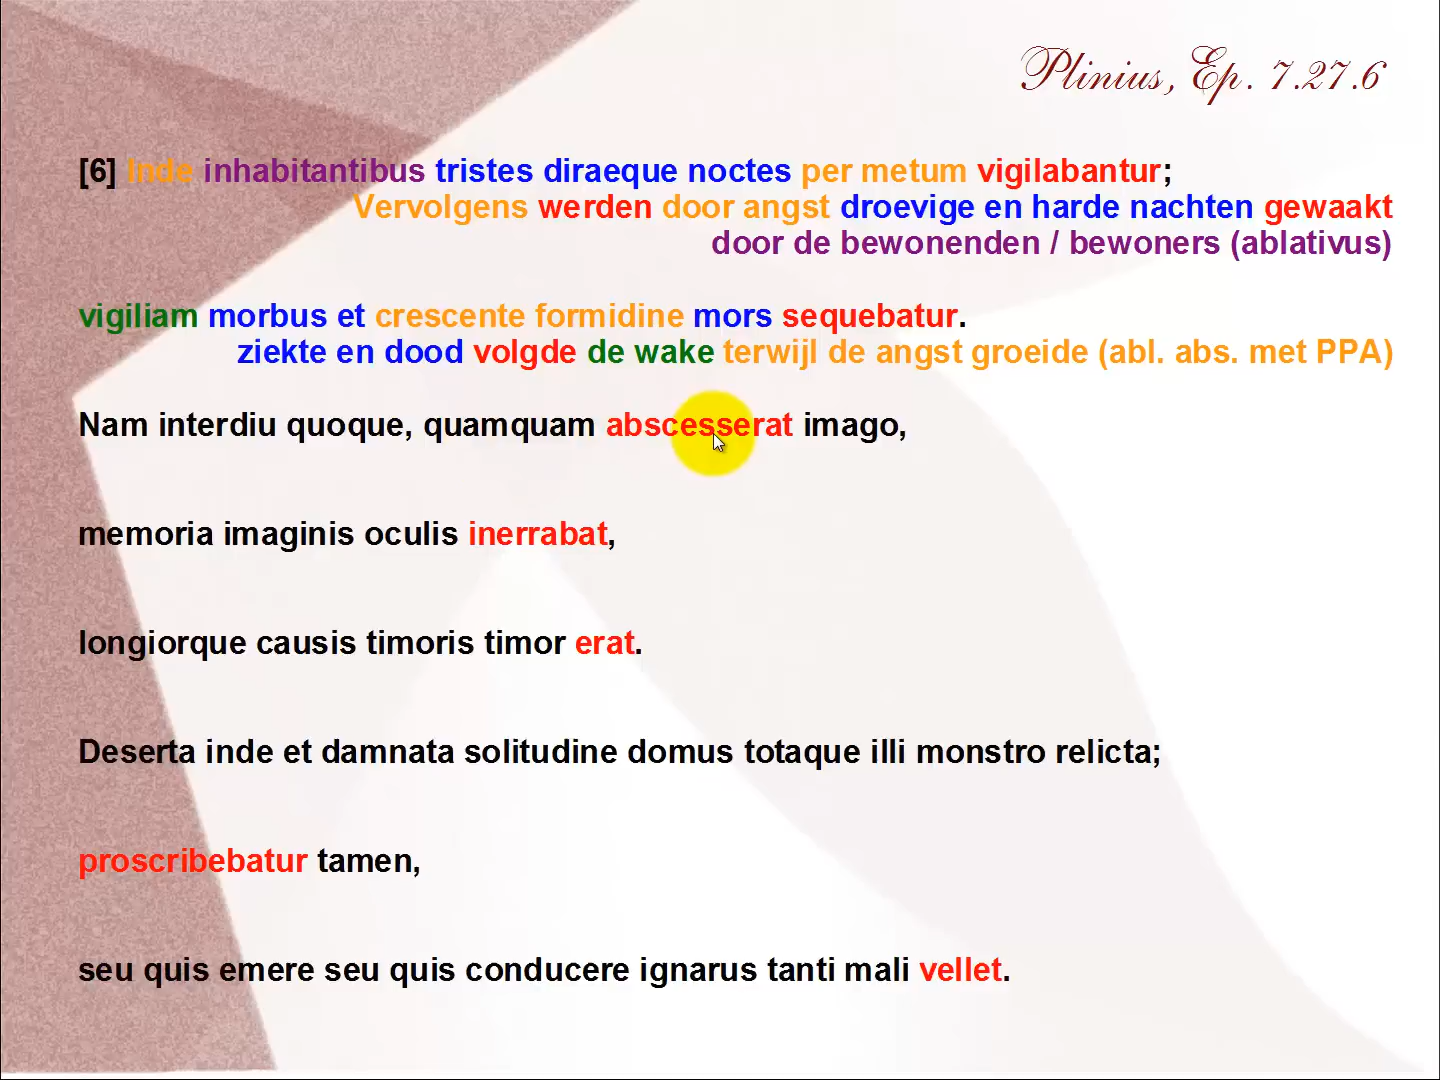 Plinius, Ep. 7.27.6
[6] Inde inhabitantibus tristes diraeque noctes per metum vigilabantur;
Vervolgens werden door angst droevige en harde nachten gewaakt
door de bewonenden / bewoners (ablativus)
vigiliam morbus et crescente formidine mors sequebatur.
ziekte en dood volgde de wake terwijl de angst groeide (abl. abs. met PPA)
Nam interdiu quoque, quamquam abscesserat imago,
memoria imaginis oculis inerrabat,
longiorque causis timoris timor erat.
Deserta inde et damnata solitudine domus totaque illi monstro relicta;
proscribebatur tamen,
seu quis emere seu quis conducere ignarus tanti mali vellet.